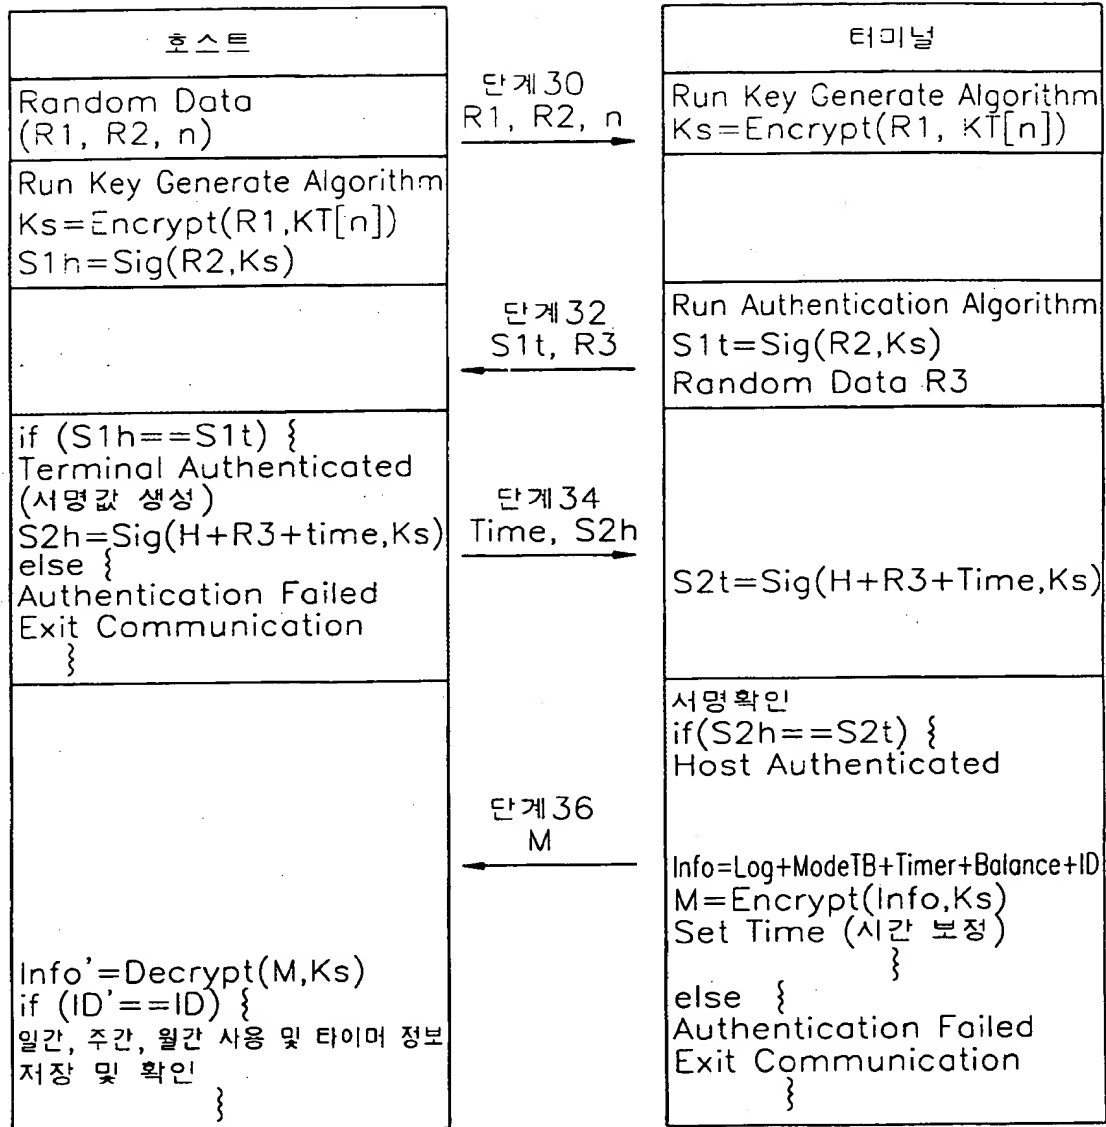 호스트
Random Data
(R1, R2, n)
Run Key Generate Algorithm
Ks=Encrypt(R1,KT[n])
S1h=Sig(R2,Ks)
if (S1h==S1t) {
Terminal Authenticated
(서명값 생성)
S2h=Sig(H+R3+time,Ks)
else {
Authentication Failed
Exit Communication
}
Info'=Decrypt(M,Ks)
if (ID'==ID) {
일간, 주간, 월간 사용 및 타이머 정보
저장 및 확인
}
단계30
R1, R2, n
단계32
S1t, R3
단계34
Time, S2h
단계36
M
터미널
Run Key Generate Algorithm
Ks=Encrypt(R1, KT[n])
Run Authentication Algorithm
S1t=Sig(R2,Ks)
Random Data R3
S2t=Sig(H+R3+Time,Ks)
서명확인
if(S2h==S2t) {
Host Authenticated
Info=Log+ModeTB+Timer+Balance+ID
M=Encrypt(Info,Ks)
Set Time (시간 보정)
}
else {
Authentication Failed
Exit Communication
}